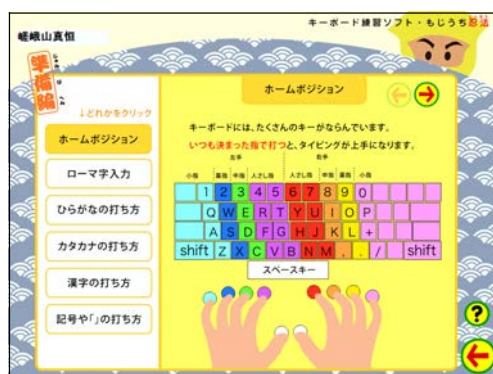 嵯峨山真恒
キーボード練習ソフト・もじうち忍法
準備編
↓どれかをクリック
ホームポジション
ローマ字入力
ひらがなの打ち方
カタカナの打ち方
漢字の打ち方
記号や「」の打ち方
ホームポジション
キーボードには、たくさんのキーがならんでいます。
いつも決まった指で打つと、タイピングが上手になります。
左手 右手
小指 薬指 中指 人さし指 人さし指 中指 薬指 小指
1 2 3 4 5 6 7 8 9 0
Q W E R T Y U I O P
A S D F G H J K L +
shift Z X C V B N M , . / shift
スペースキー
?